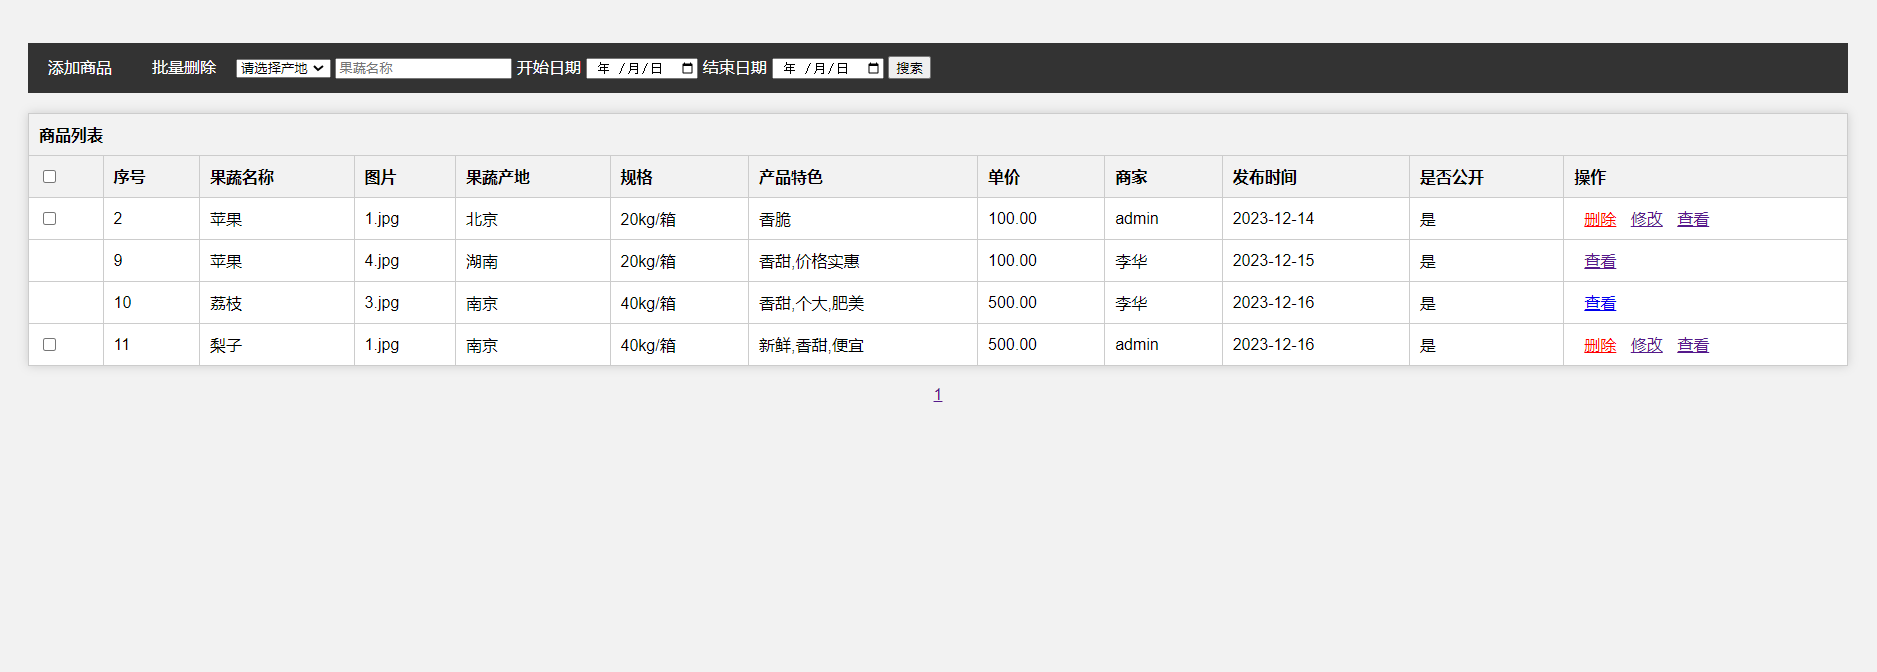 添加商品 批量删除 请选择产地 果蔬名称 开始日期 年 /月/日 结束日期 年 /月/日 搜索
商品列表
序号 果蔬名称 图片 果蔬产地 规格 产品特色 单价 商家 发布时间 是否公开 操作
2 苹果 1.jpg 北京 20kg/箱 香脆 100.00 admin 2023-12-14 是 删除 修改 查看
9 苹果 4.jpg 湖南 20kg/箱 香甜,价格实惠 100.00 李华 2023-12-15 是 查看
10 荔枝 3.jpg 南京 40kg/箱 香甜,个大,肥美 500.00 李华 2023-12-16 是 查看
11 梨子 1.jpg 南京 40kg/箱 新鲜,香甜,便宜 500.00 admin 2023-12-16 是 删除 修改 查看
1